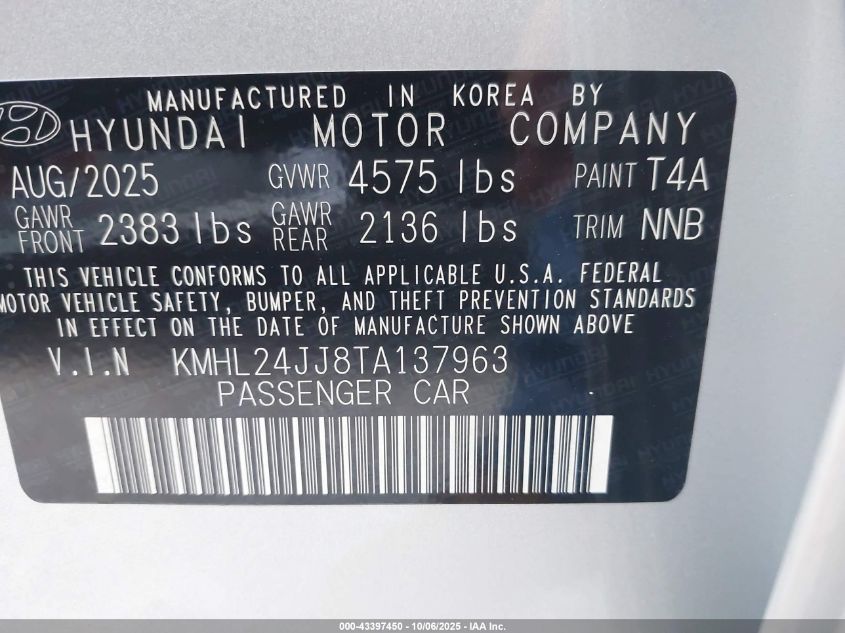 MANUFACTURED IN KOREA BY
HYUNDAI MOTOR COMPANY
AUG/2025 GVWR 4575 lbs PAINT T4A
GAWR FRONT 2383 lbs GAWR REAR 2136 lbs TRIM NNB
THIS VEHICLE CONFORMS TO ALL APPLICABLE U.S.A. FEDERAL
MOTOR VEHICLE SAFETY, BUMPER, AND THEFT PREVENTION STANDARDS
IN EFFECT ON THE DATE OF MANUFACTURE SHOWN ABOVE
V.I.N KMHL24JJ8TA137963
PASSENGER CAR
000-43397450 - 10/06/2025 - IAA Inc.